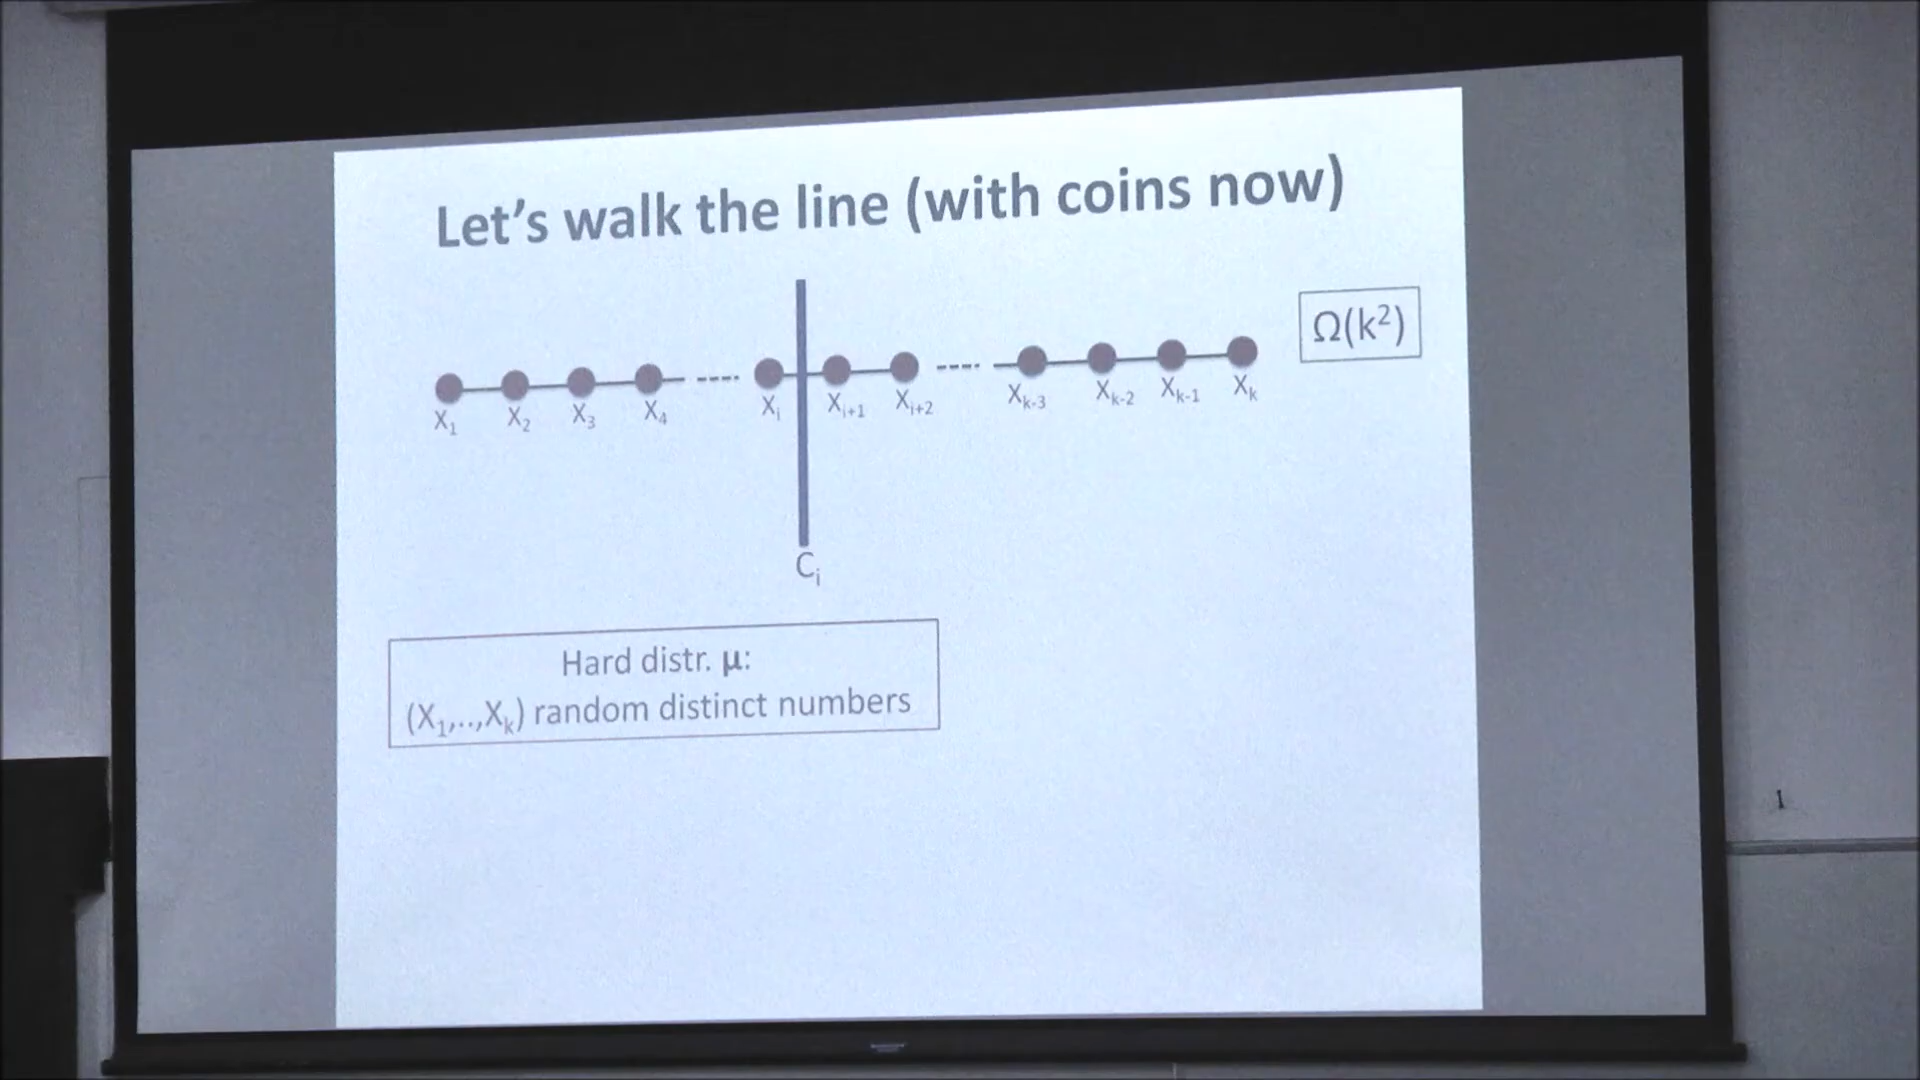 Let's walk the line (with coins now)
Ω(k²)
X₁ X₂ X₃ X₄ Xᵢ Xᵢ₊₁ Xᵢ₊₂ Xₖ₋₃ Xₖ₋₂ Xₖ₋₁ Xₖ
Cᵢ
Hard distr. μ:
(X₁,..,Xₖ) random distinct numbers